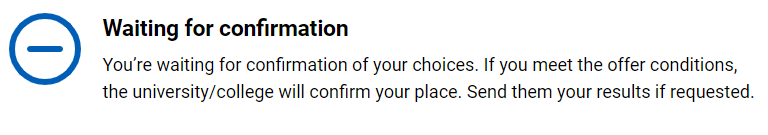 Waiting for confirmation
You’re waiting for confirmation of your choices. If you meet the offer conditions,
the university/college will confirm your place. Send them your results if requested.